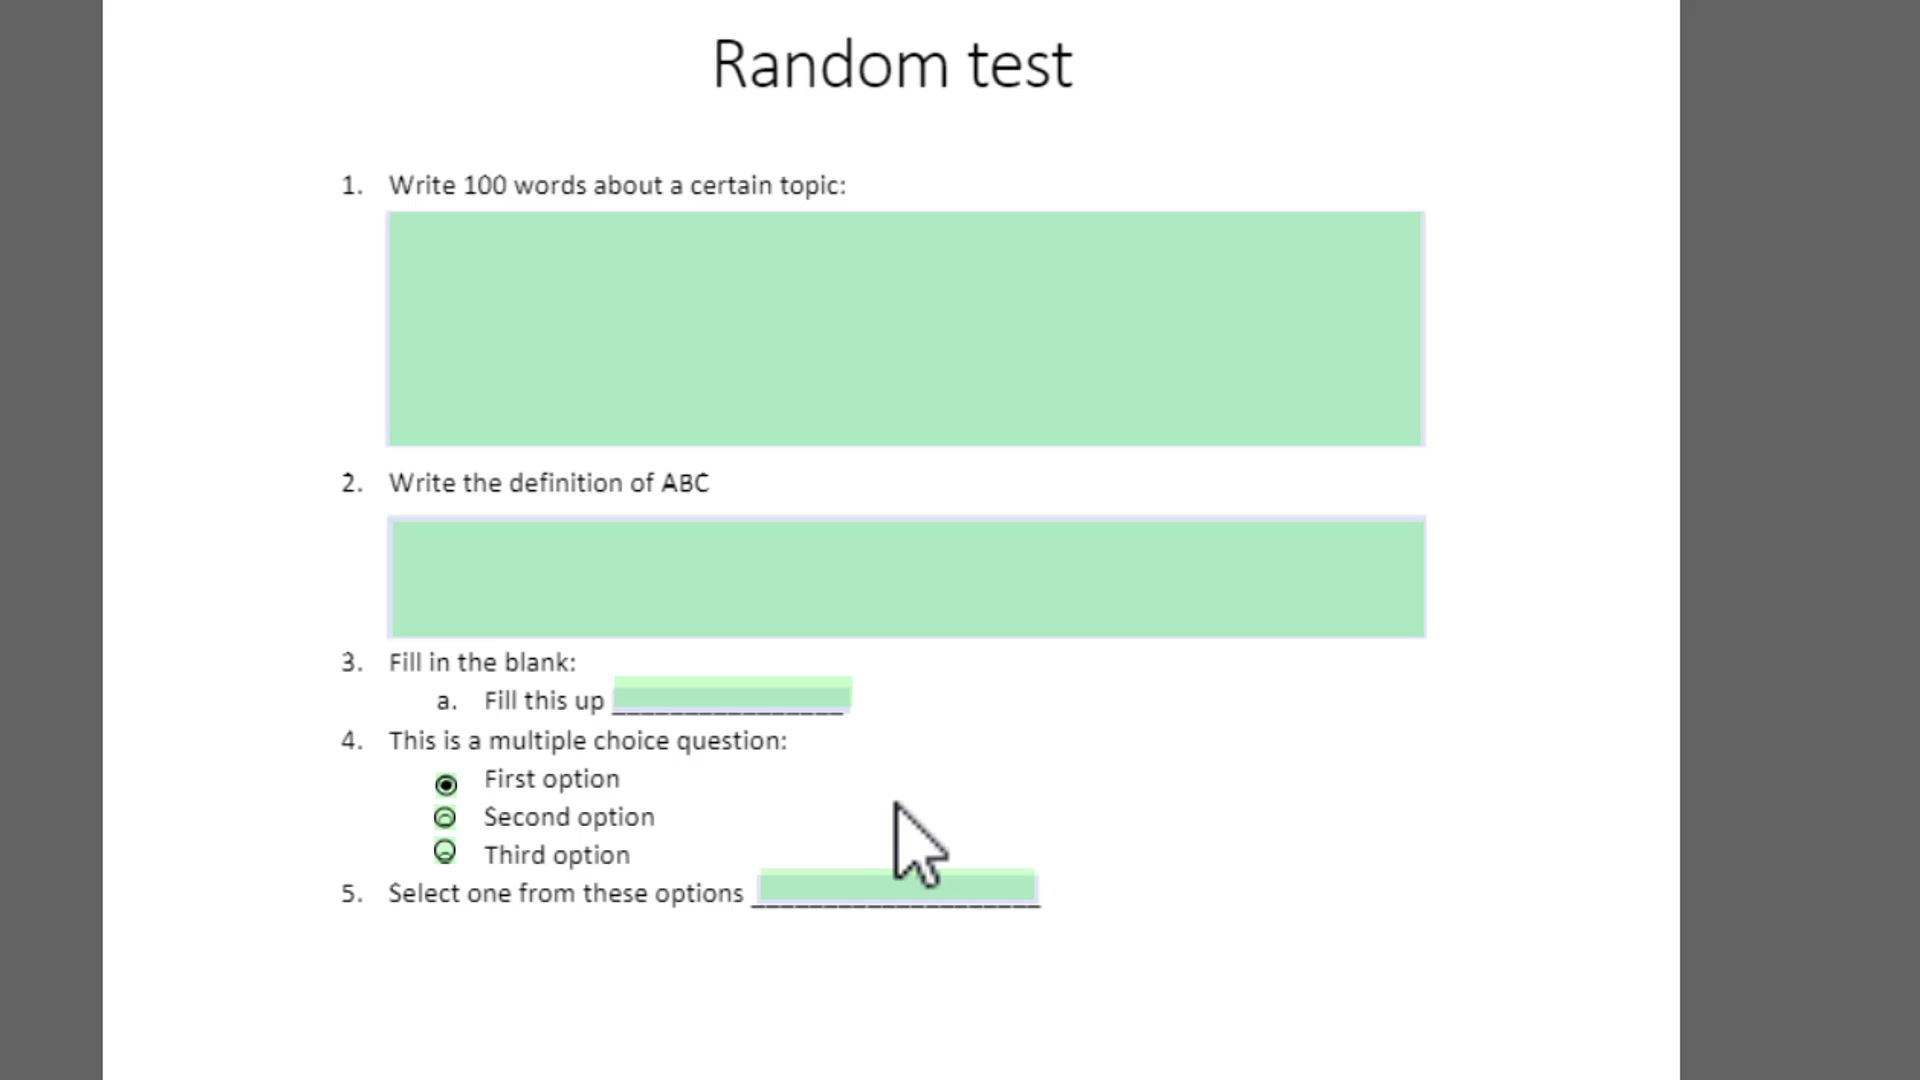 Random test
1. Write 100 words about a certain topic:
2. Write the definition of ABC
3. Fill in the blank:
a. Fill this up ________________
4. This is a multiple choice question:
First option
Second option
Third option
5. Select one from these options ____________________